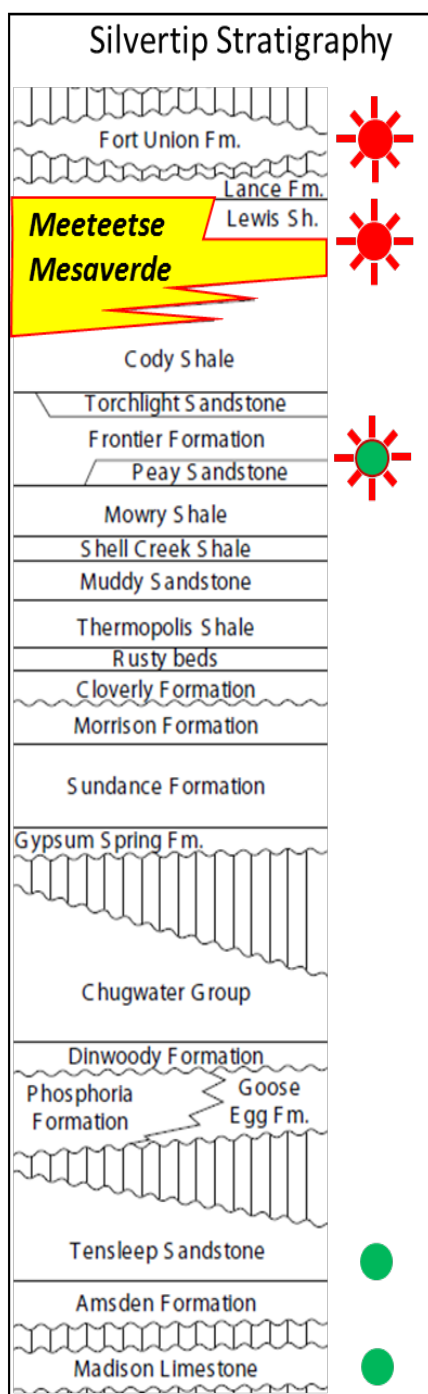 Silvertip Stratigraphy
Fort Union Fm.
Lance Fm.
Lewis Sh.
Meeteetse
Mesaverde
Cody Shale
Torchlight Sandstone
Frontier Formation
Peay Sandstone
Mowry Shale
Shell Creek Shale
Muddy Sandstone
Thermopolis Shale
Rusty beds
Cloverly Formation
Morrison Formation
Sundance Formation
Gypsum Spring Fm.
Chugwater Group
Dinwoody Formation
Phosphoria
Formation
Goose
Egg Fm.
Tensleep Sandstone
Amsden Formation
Madison Limestone